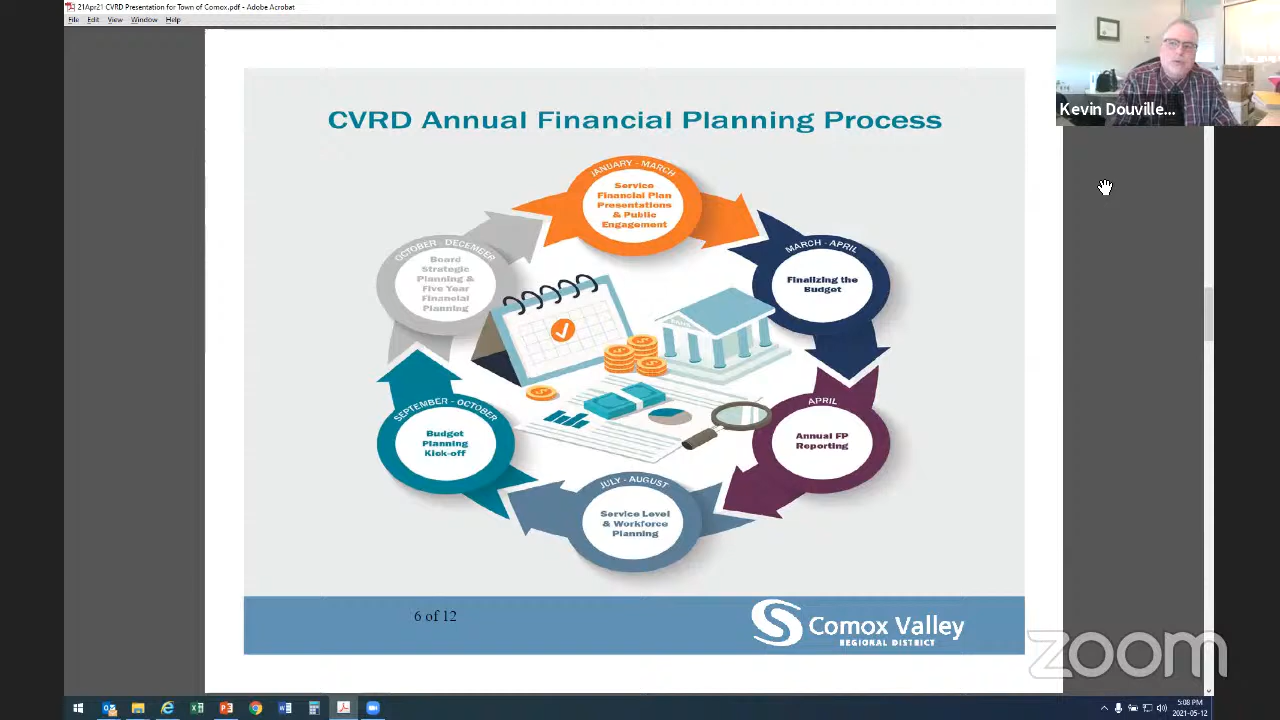 21Apr21 CVRD Presentation for Town of Comox.pdf - Adobe Acrobat
File Edit View Window Help
Kevin Douville...
CVRD Annual Financial Planning Process
JANUARY - MARCH
Service
Financial Plan
Presentations
& Public
Engagement
MARCH - APRIL
Finalizing the
Budget
APRIL
Annual FP
Reporting
JULY - AUGUST
Service Level
& Workforce
Planning
SEPTEMBER - OCTOBER
Budget
Planning
Kick-off
OCTOBER - DECEMBER
Board
Strategic
Planning &
Five Year
Financial
Planning
6 of 12
Comox Valley
REGIONAL DISTRICT
zoom
5:08 PM
2021-05-12